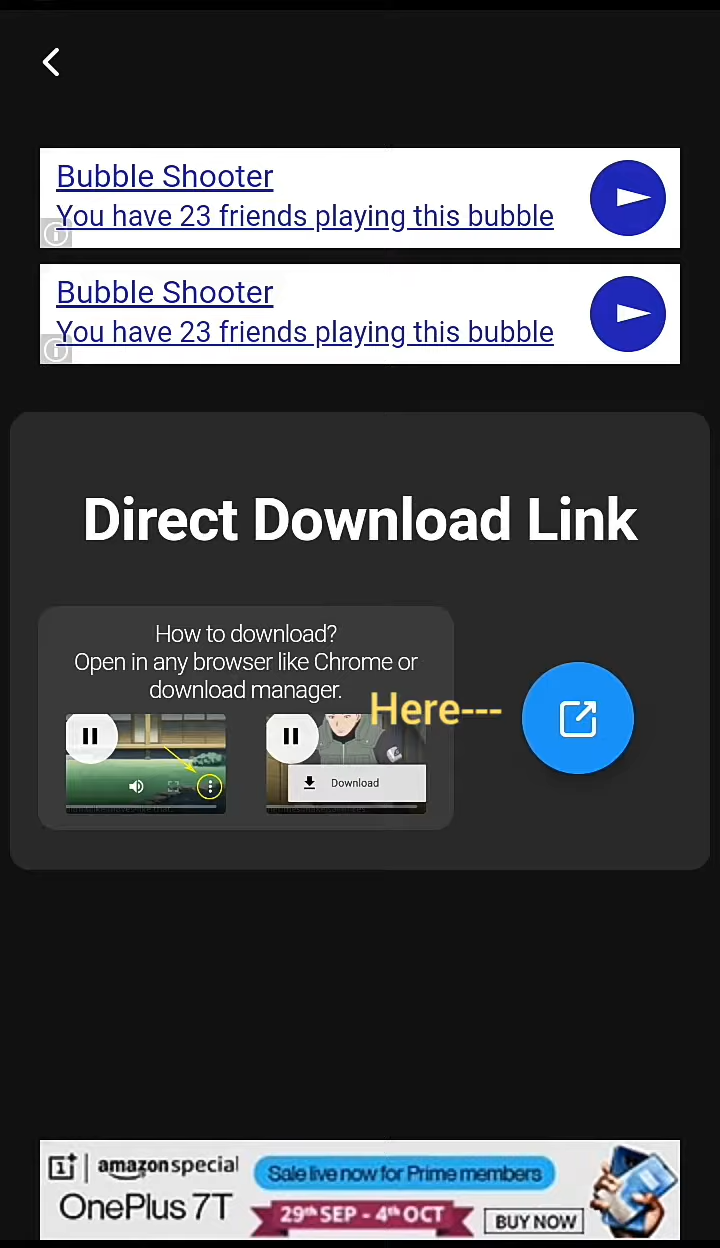 Bubble Shooter
You have 23 friends playing this bubble
Bubble Shooter
You have 23 friends playing this bubble
Direct Download Link
How to download?
Open in any browser like Chrome or
download manager.
Here---
Download
amazonspecial
OnePlus 7T
Sale live now for Prime members
29th SEP - 4th OCT
BUY NOW